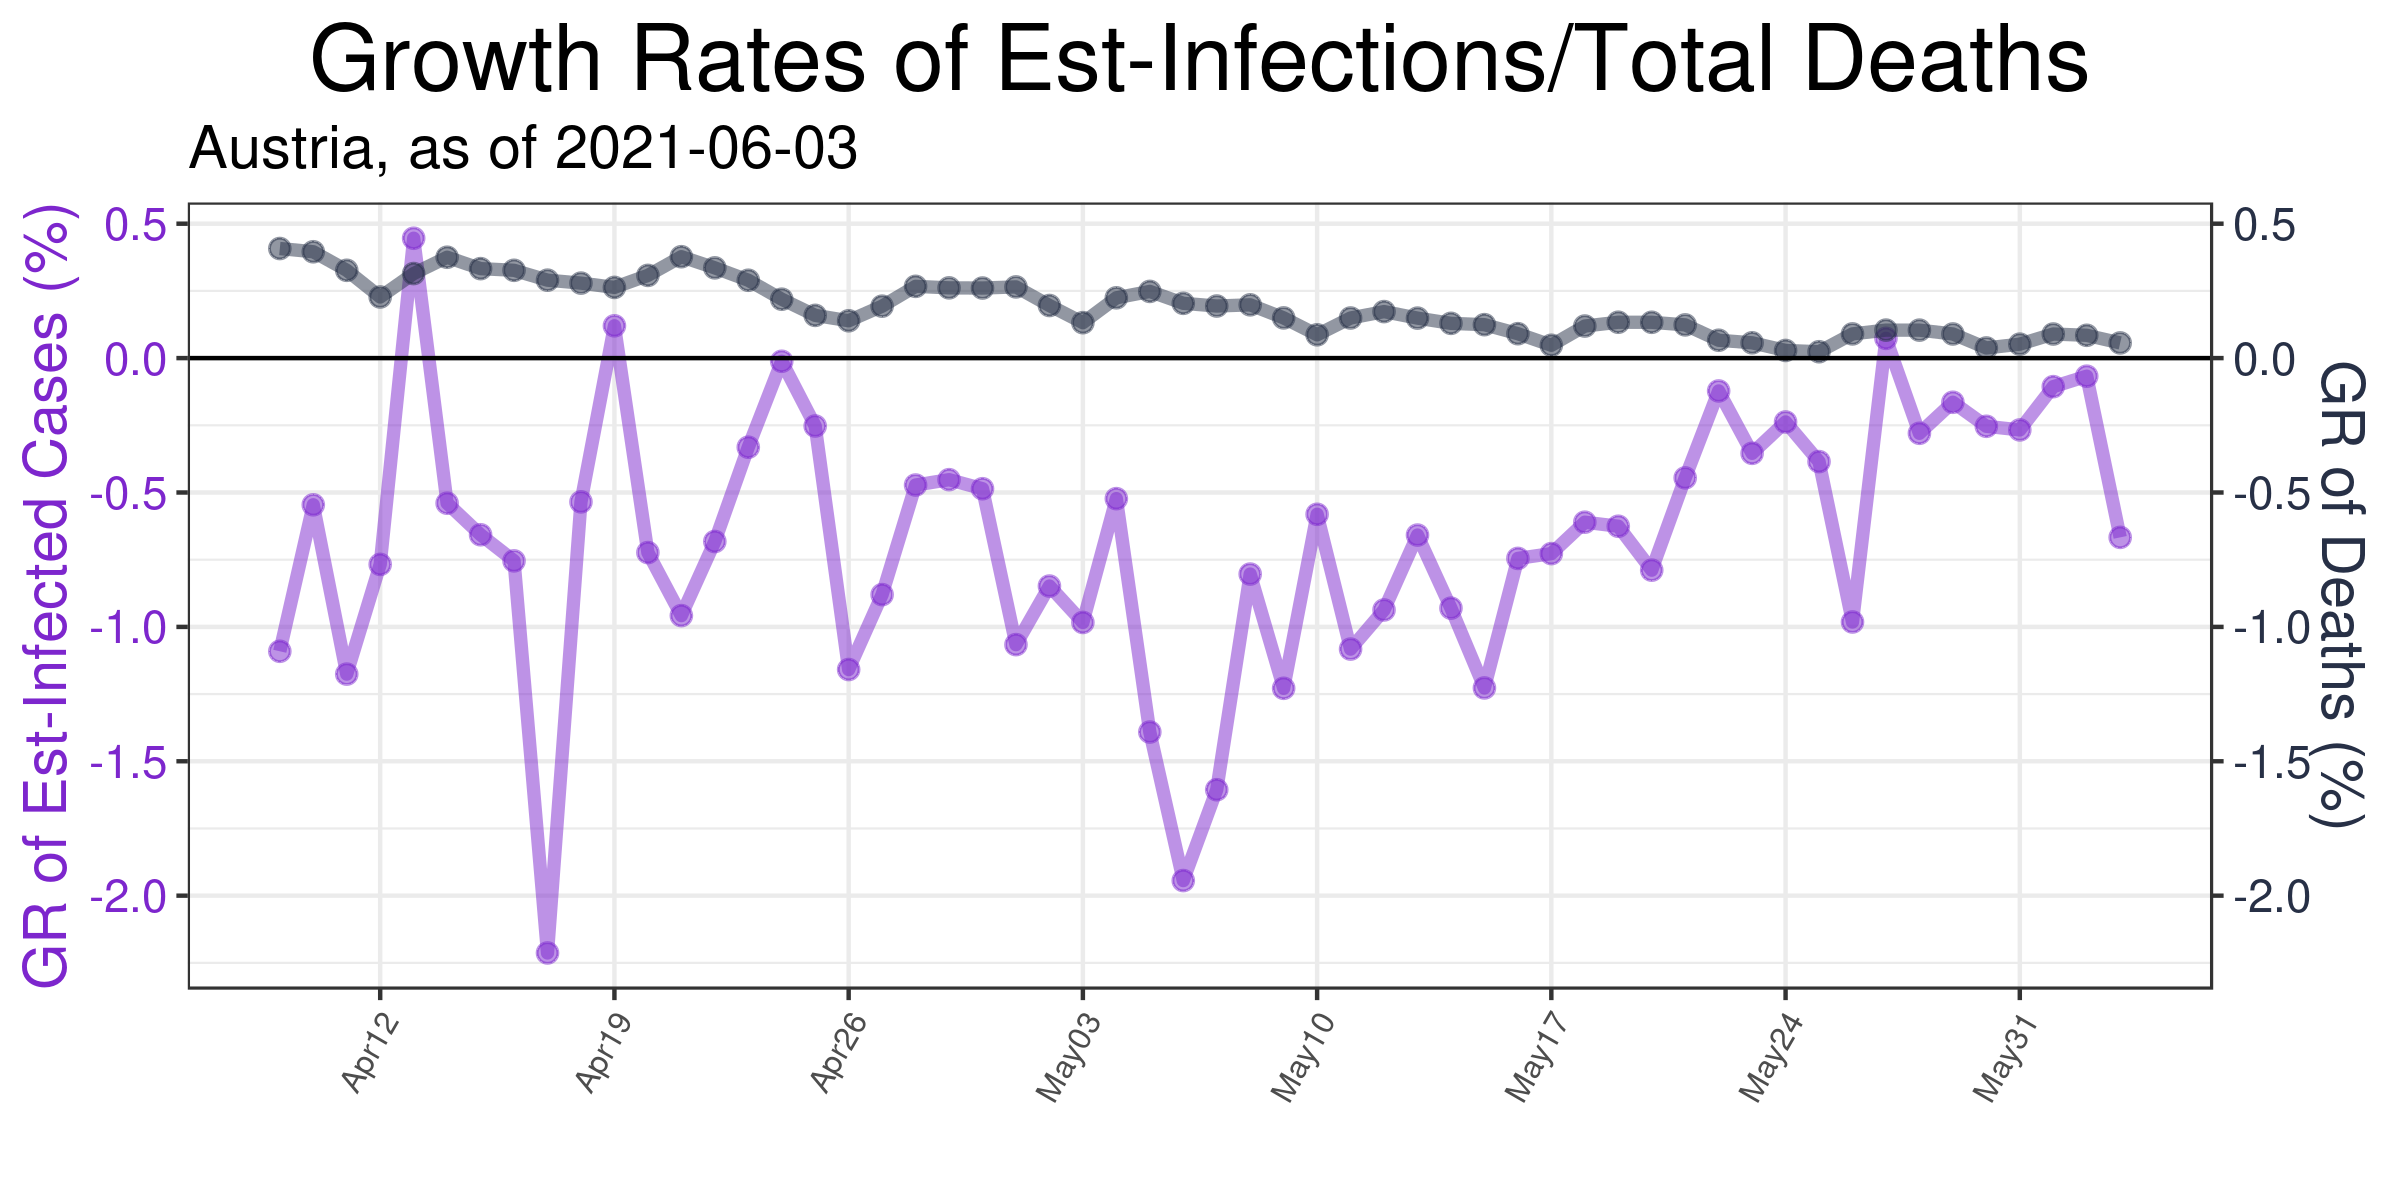 Growth Rates of Est-Infections/Total Deaths
Austria, as of 2021-06-03
GR of Est-Infected Cases (%)
0.5
0.0
-0.5
-1.0
-1.5
-2.0
0.5
0.0
-0.5
-1.0
-1.5
-2.0
GR of Deaths (%)
Apr12
Apr19
Apr26
May03
May10
May17
May24
May31